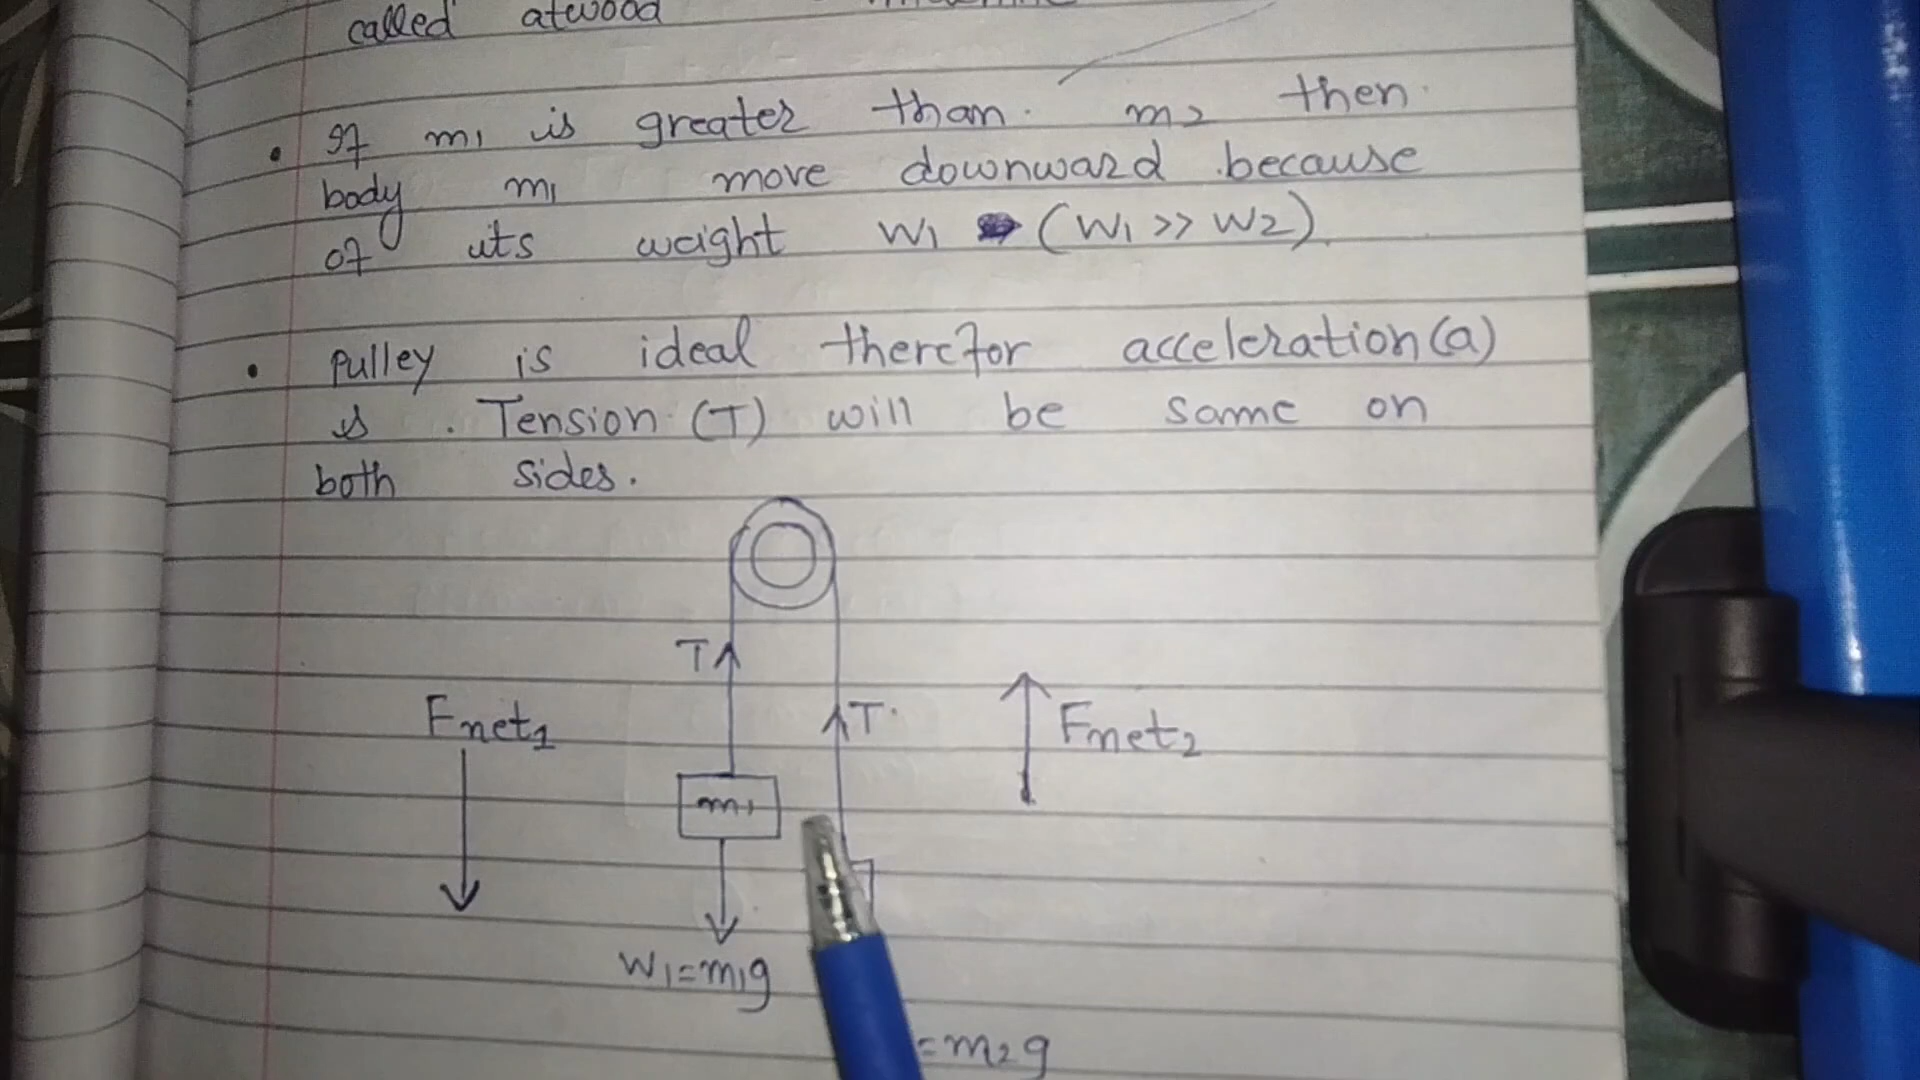 called atwood
• If m1 is greater than m2 then
body m1 move downward because
of its weight W1 (W1 >> W2)
• Pulley is ideal therefor acceleration (a)
is . Tension (T) will be same on
both sides.
T
Fnet1
T
Fnet2
m1
W1=m1g
=m2g